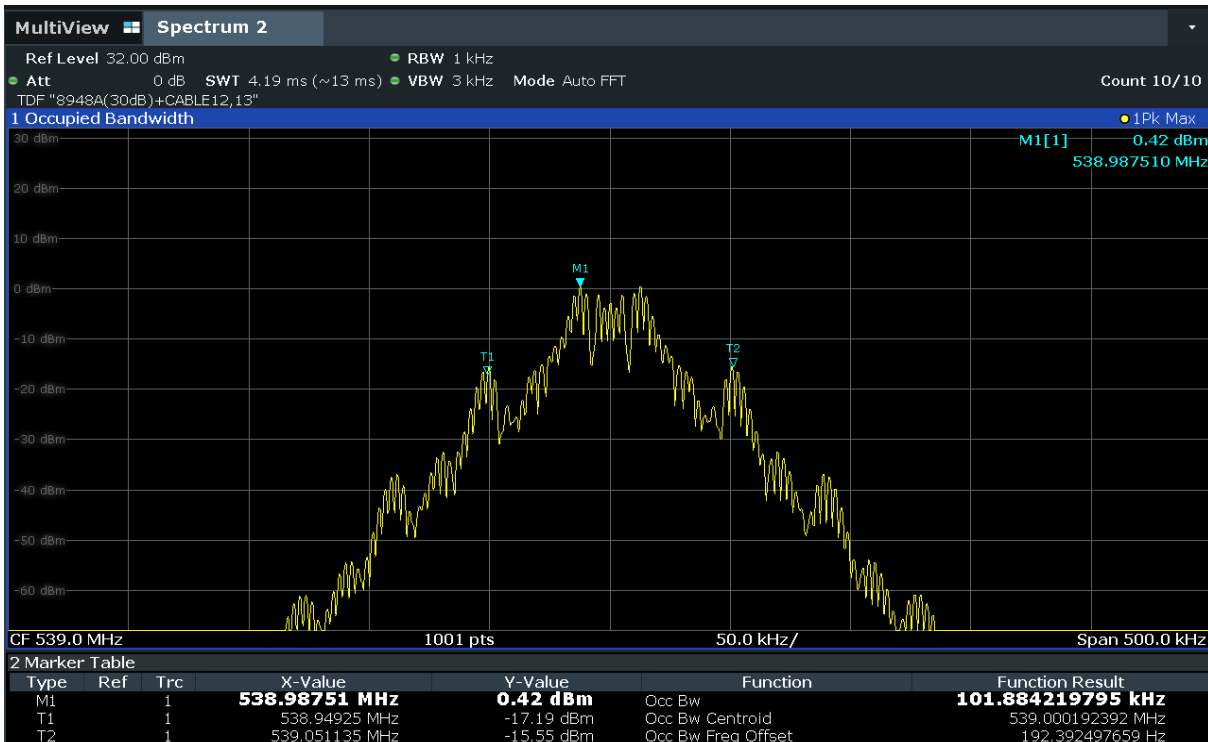 MultiView Spectrum 2
Ref Level 32.00 dBm RBW 1 kHz
Att 0 dB SWT 4.19 ms (~13 ms) VBW 3 kHz Mode Auto FFT Count 10/10
TDF "8948A(30dB)+CABLE12,13"
1 Occupied Bandwidth 1Pk Max
30 dBm M1[1] 0.42 dBm
538.987510 MHz
20 dBm
10 dBm
M1
0 dBm
-10 dBm
T1 T2
-20 dBm
-30 dBm
-40 dBm
-50 dBm
-60 dBm
CF 539.0 MHz 1001 pts 50.0 kHz/ Span 500.0 kHz
2 Marker Table
Type Ref Trc X-Value Y-Value Function Function Result
M1 1 538.98751 MHz 0.42 dBm Occ Bw 101.884219795 kHz
T1 1 538.94925 MHz -17.19 dBm Occ Bw Centroid 539.000192392 MHz
T2 1 539.051135 MHz -15.55 dBm Occ Bw Freq Offset 192.392497659 Hz